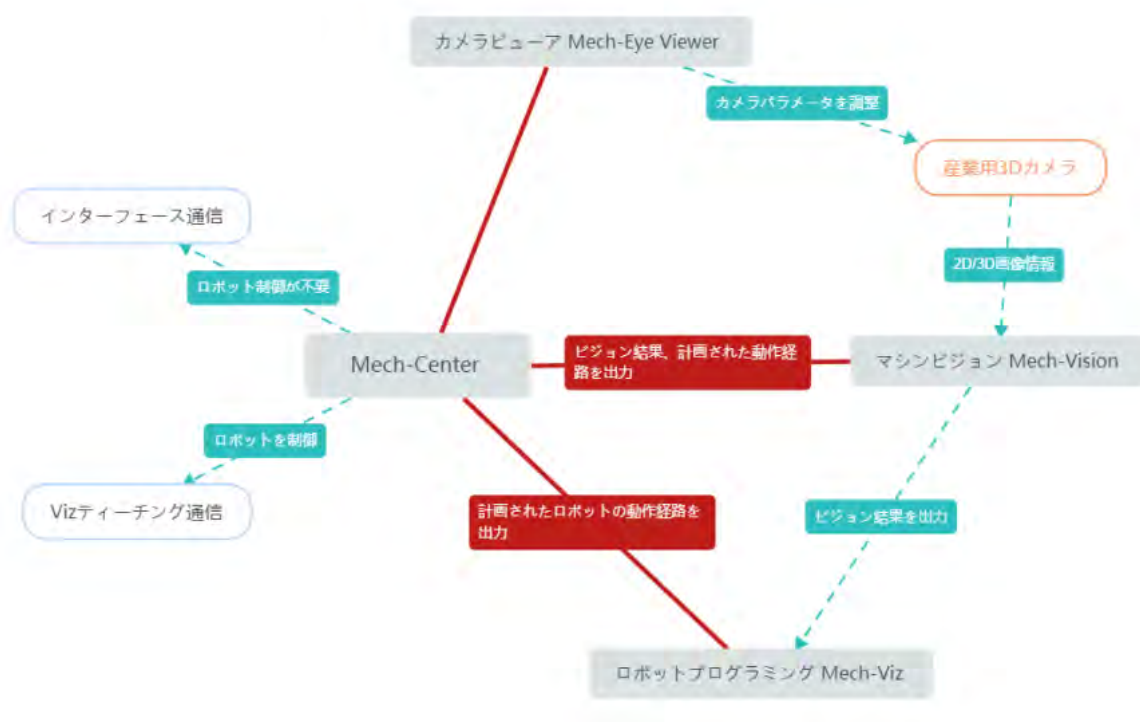 カメラビューア Mech-Eye Viewer
カメラパラメータを調整
産業用3Dカメラ
インターフェース通信
2D/3D画像情報
ロボット制御が不要
Mech-Center
ビジョン結果、計画された動作経
路を出力
マシンビジョン Mech-Vision
ロボットを制御
Vizティーチング通信
計画されたロボットの動作経路を
出力
ビジョン結果を出力
ロボットプログラミング Mech-Viz